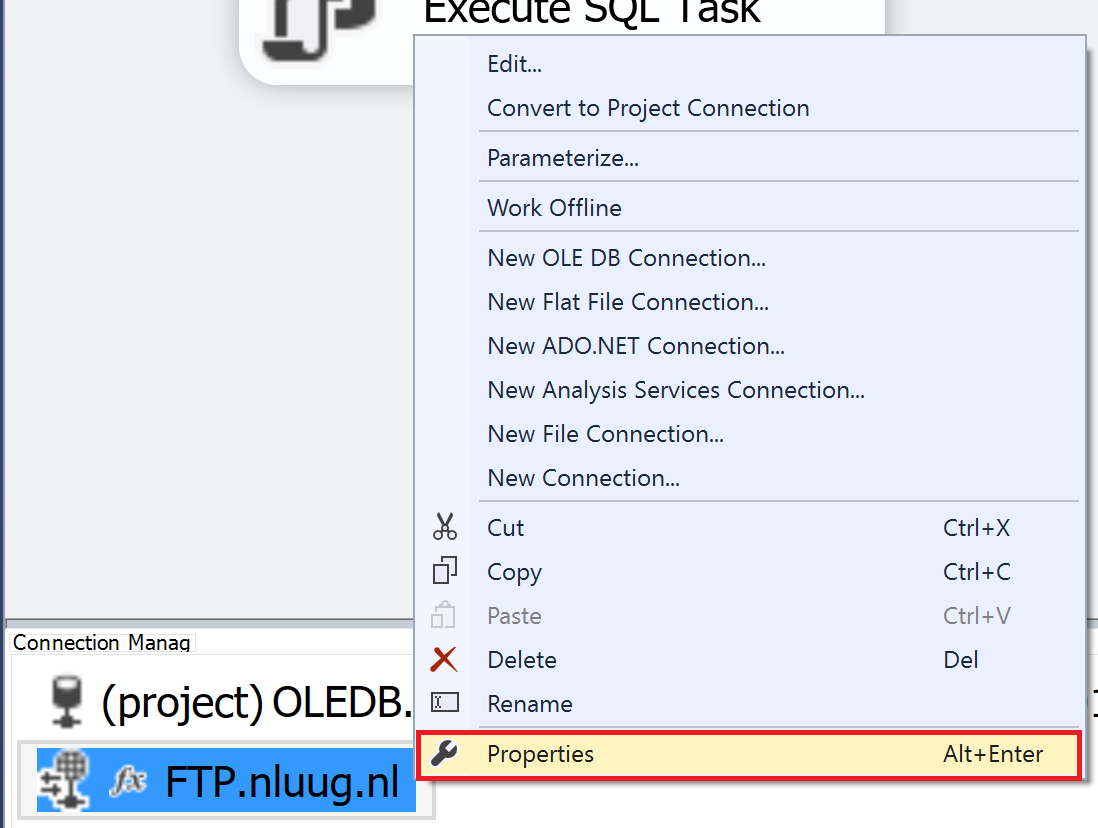 Execute SQL Task
Edit...
Convert to Project Connection
Parameterize...
Work Offline
New OLE DB Connection...
New Flat File Connection...
New ADO.NET Connection...
New Analysis Services Connection...
New File Connection...
New Connection...
Cut Ctrl+X
Copy Ctrl+C
Paste Ctrl+V
Delete Del
Rename
Properties Alt+Enter
Connection Manag
(project) OLEDB.
fx FTP.nluug.nl